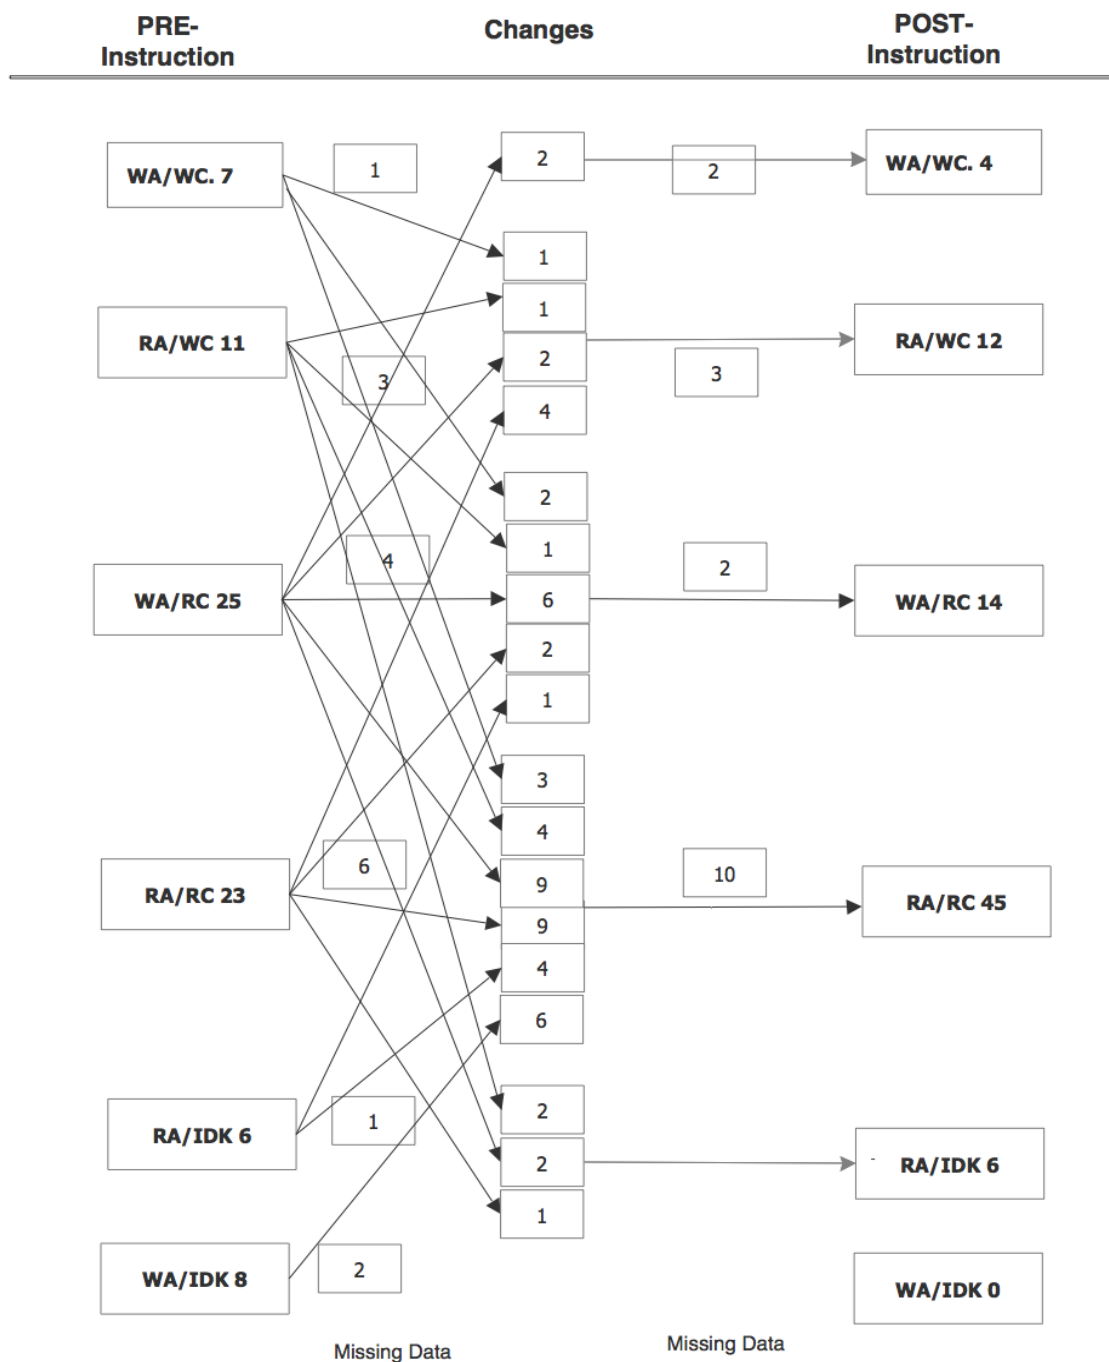 PRE-
Instruction
Changes
POST-
Instruction
WA/WC. 7
1
2
2
WA/WC. 4
1
RA/WC 11
1
3
2
3
RA/WC 12
4
2
1
WA/RC 25
4
6
2
WA/RC 14
2
1
3
4
RA/RC 23
6
9
10
RA/RC 45
9
4
6
RA/IDK 6
1
2
2
- RA/IDK 6
1
WA/IDK 8
2
WA/IDK 0
Missing Data
Missing Data